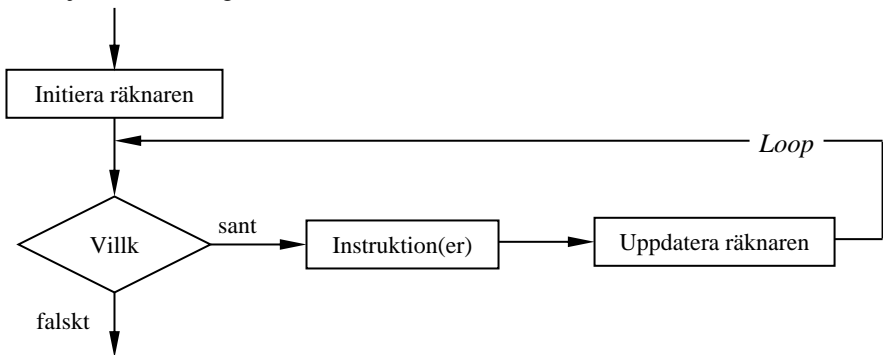 Initiera räknaren
Loop
sant
Villk
Instruktion(er)
Uppdatera räknaren
falskt